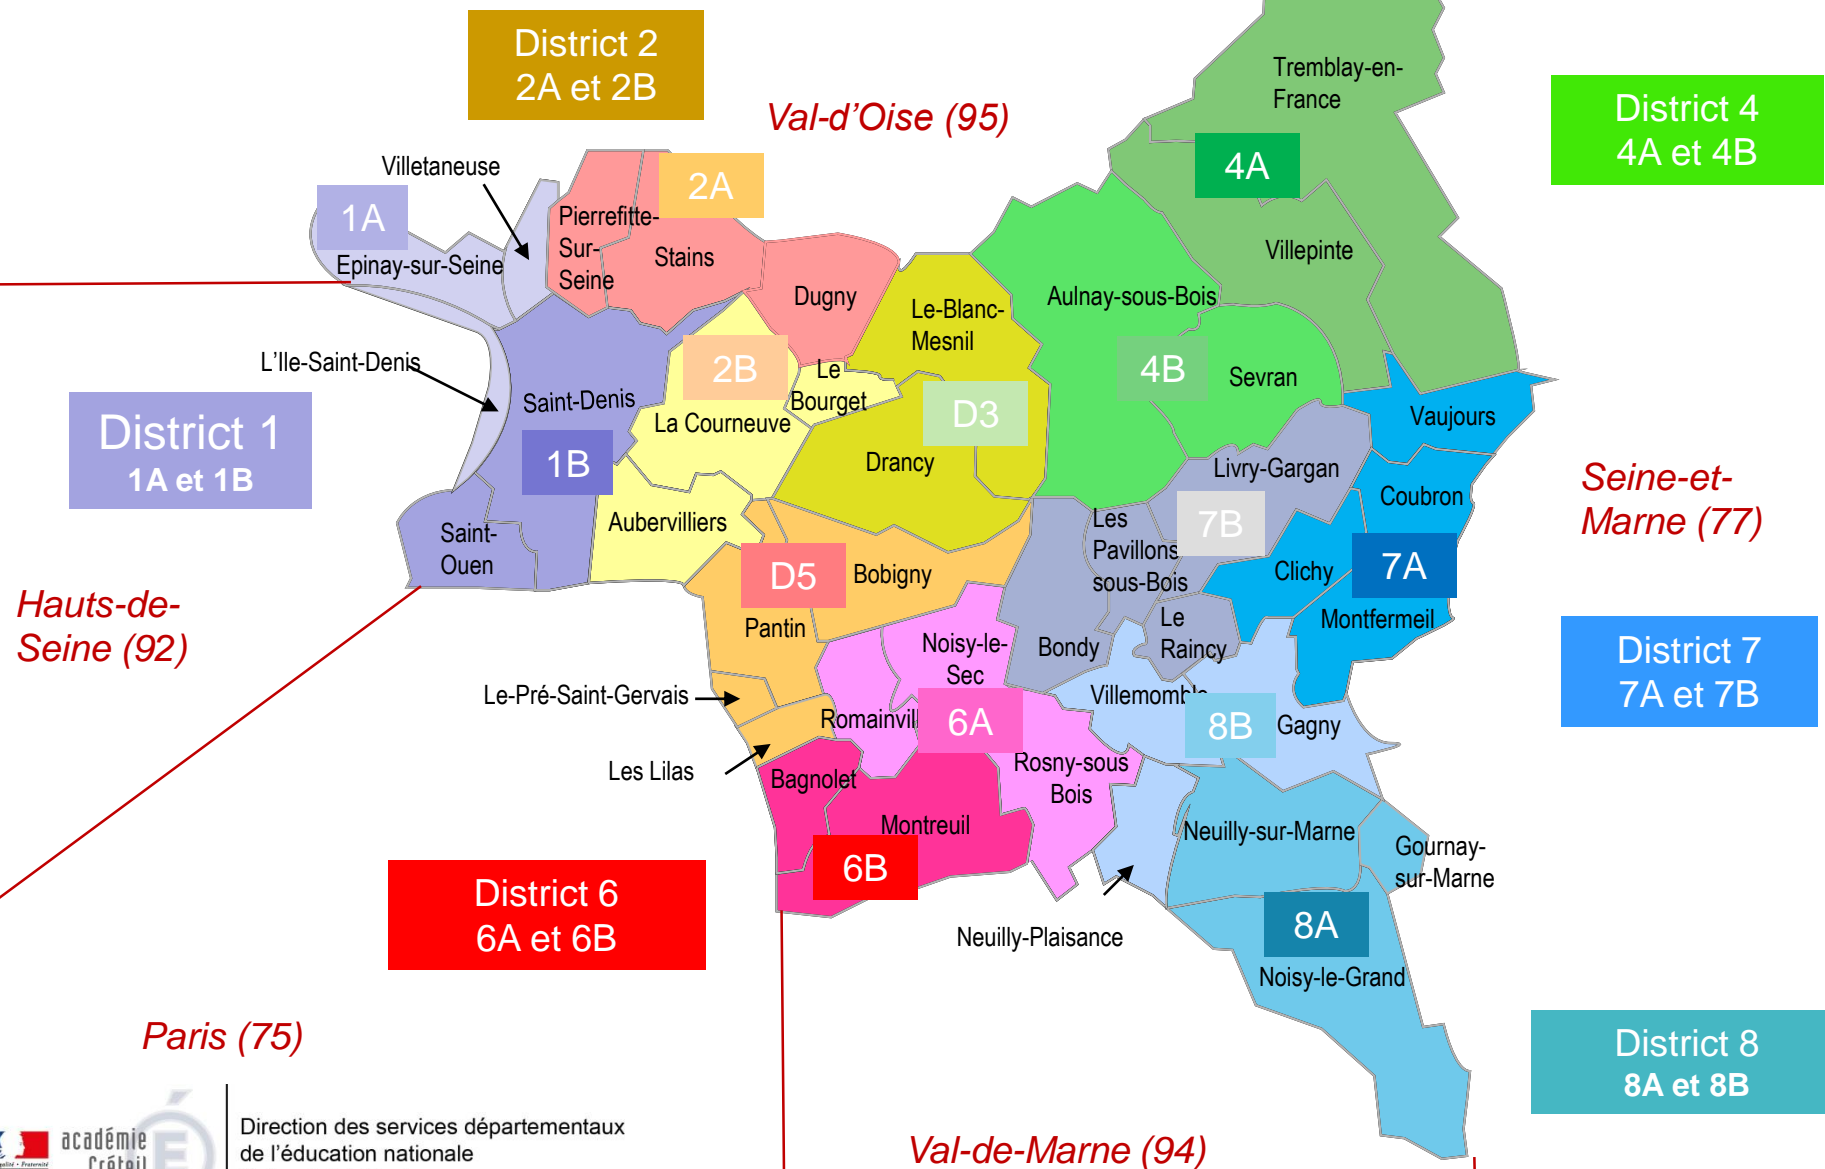 District 2
2A et 2B
Val-d'Oise (95)
Tremblay-en-
France
District 4
4A et 4B
Villetaneuse
2A
4A
1A
Pierrefitte-
Sur-
Seine
Stains
Villepinte
Epinay-sur-Seine
Dugny
Aulnay-sous-Bois
Le-Blanc-
Mesnil
L'Ile-Saint-Denis
2B
Le
Bourget
4B
Sevran
Saint-Denis
La Courneuve
D3
Vaujours
District 1
1A et 1B
1B
Drancy
Livry-Gargan
Coubron
Seine-et-
Marne (77)
Aubervilliers
Les
Pavillons
sous-Bois
7B
Saint-
Ouen
D5
Bobigny
Clichy
7A
Hauts-de-
Seine (92)
Pantin
Noisy-le-
Sec
Bondy
Le
Raincy
Montfermeil
District 7
7A et 7B
Le-Pré-Saint-Gervais
Villemomble
Romainvil
6A
8B
Gagny
Les Lilas
Bagnolet
Rosny-sous
Bois
Montreuil
Neuilly-sur-Marne
Gournay-
sur-Marne
6B
District 6
6A et 6B
Neuilly-Plaisance
8A
Noisy-le-Grand
Paris (75)
District 8
8A et 8B
académie
Créteil
Direction des services départementaux
de l'éducation nationale
Val-de-Marne (94)